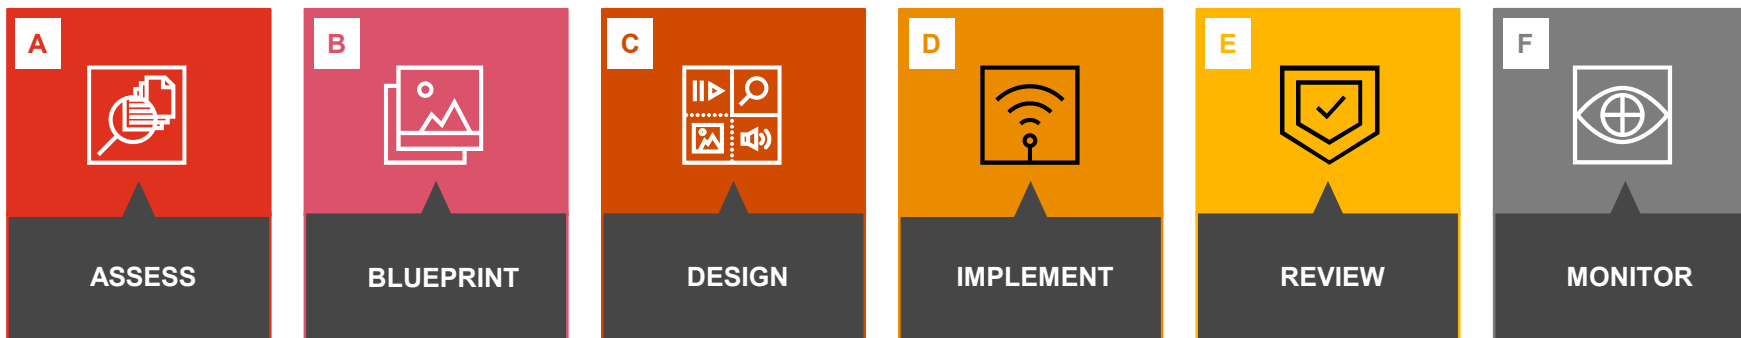 A
B
C
D
E
F
ASSESS
BLUEPRINT
DESIGN
IMPLEMENT
REVIEW
MONITOR